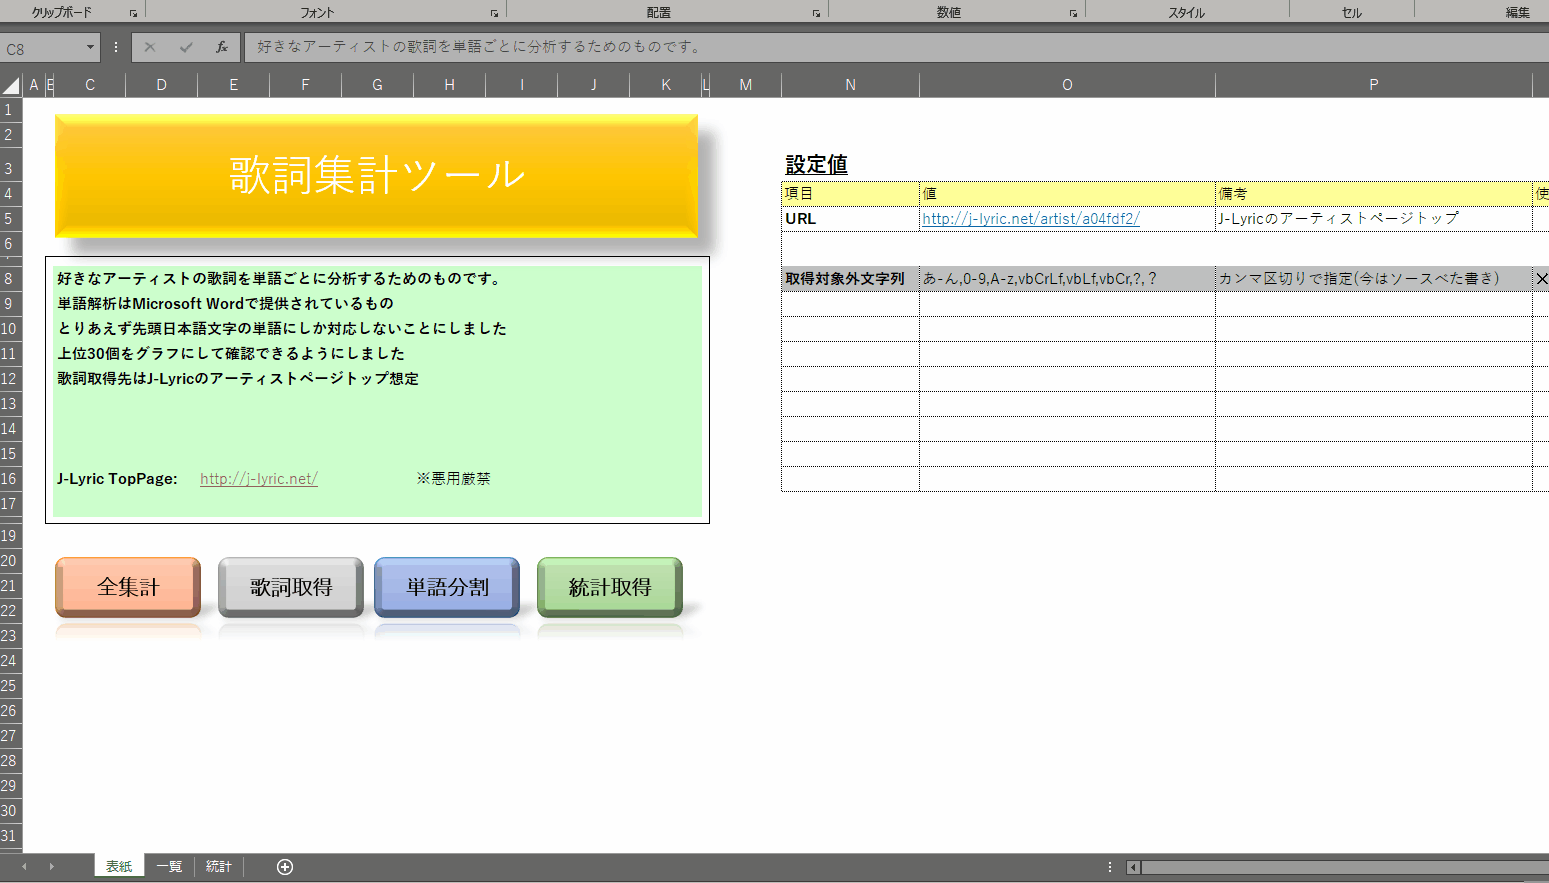 クリップボード フォント 配置 数値 スタイル セル 編集
C8 fx 好きなアーティストの歌詞を単語ごとに分析するためのものです。
A C D E F G H I J K L M N O P
1
2
3
4
5
6
8
9
10
11
12
13
14
15
16
17
19
20
21
22
23
24
25
26
27
28
29
30
31
歌詞集計ツール
好きなアーティストの歌詞を単語ごとに分析するためのものです。
単語解析はMicrosoft Wordで提供されているもの
とりあえず先頭日本語文字の単語にしか対応しないことにしました
上位30個をグラフにして確認できるようにしました
歌詞取得先はJ-Lyricのアーティストページトップ想定
J-Lyric TopPage: http://j-lyric.net/ ※悪用厳禁
全集計 歌詞取得 単語分割 統計取得
設定値
項目 値 備考 使
URL http://j-lyric.net/artist/a04fdf2/ J-Lyricのアーティストページトップ
取得対象外文字列 あ-ん,0-9,A-z,vbCrLf,vbLf,vbCr,?,？ カンマ区切りで指定(今はソースべた書き) ×
表紙 一覧 統計